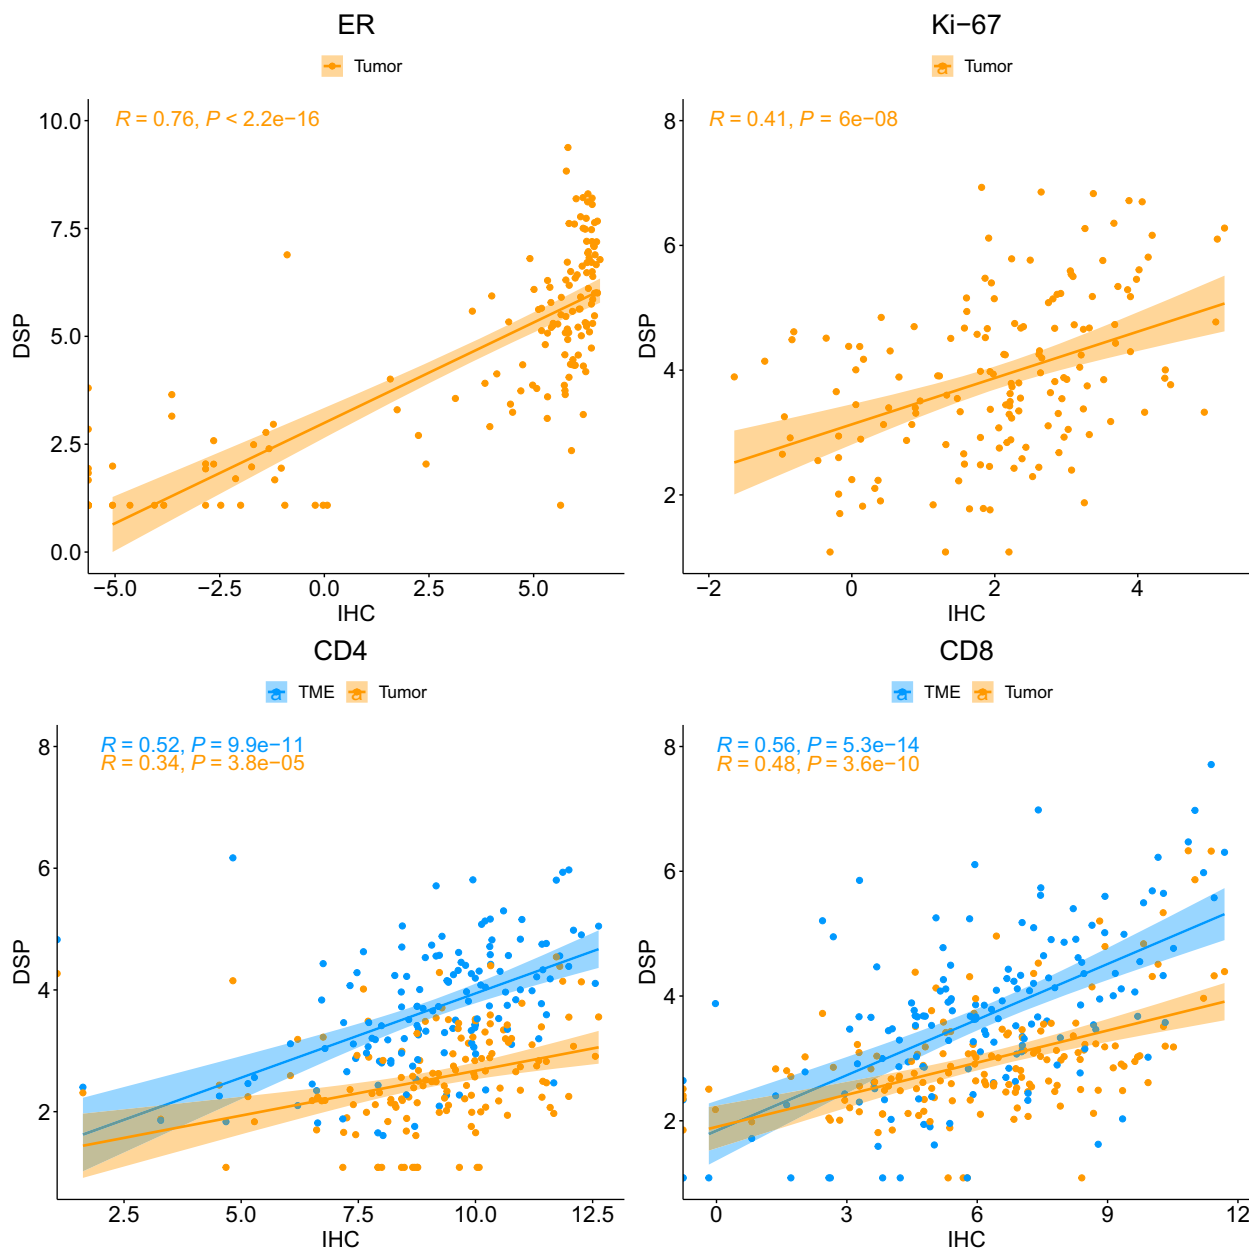 ER
Tumor
R = 0.76, P < 2.2e−16
10.0
7.5
5.0
2.5
0.0
DSP
−5.0 −2.5 0.0 2.5 5.0
IHC
Ki−67
a Tumor
R = 0.41, P = 6e−08
8
6
4
2
DSP
−2 0 2 4
IHC
CD4
a TME a Tumor
R = 0.52, P = 9.9e−11
R = 0.34, P = 3.8e−05
8
6
4
2
DSP
2.5 5.0 7.5 10.0 12.5
IHC
CD8
a TME a Tumor
R = 0.56, P = 5.3e−14
R = 0.48, P = 3.6e−10
8
6
4
2
DSP
0 3 6 9 12
IHC